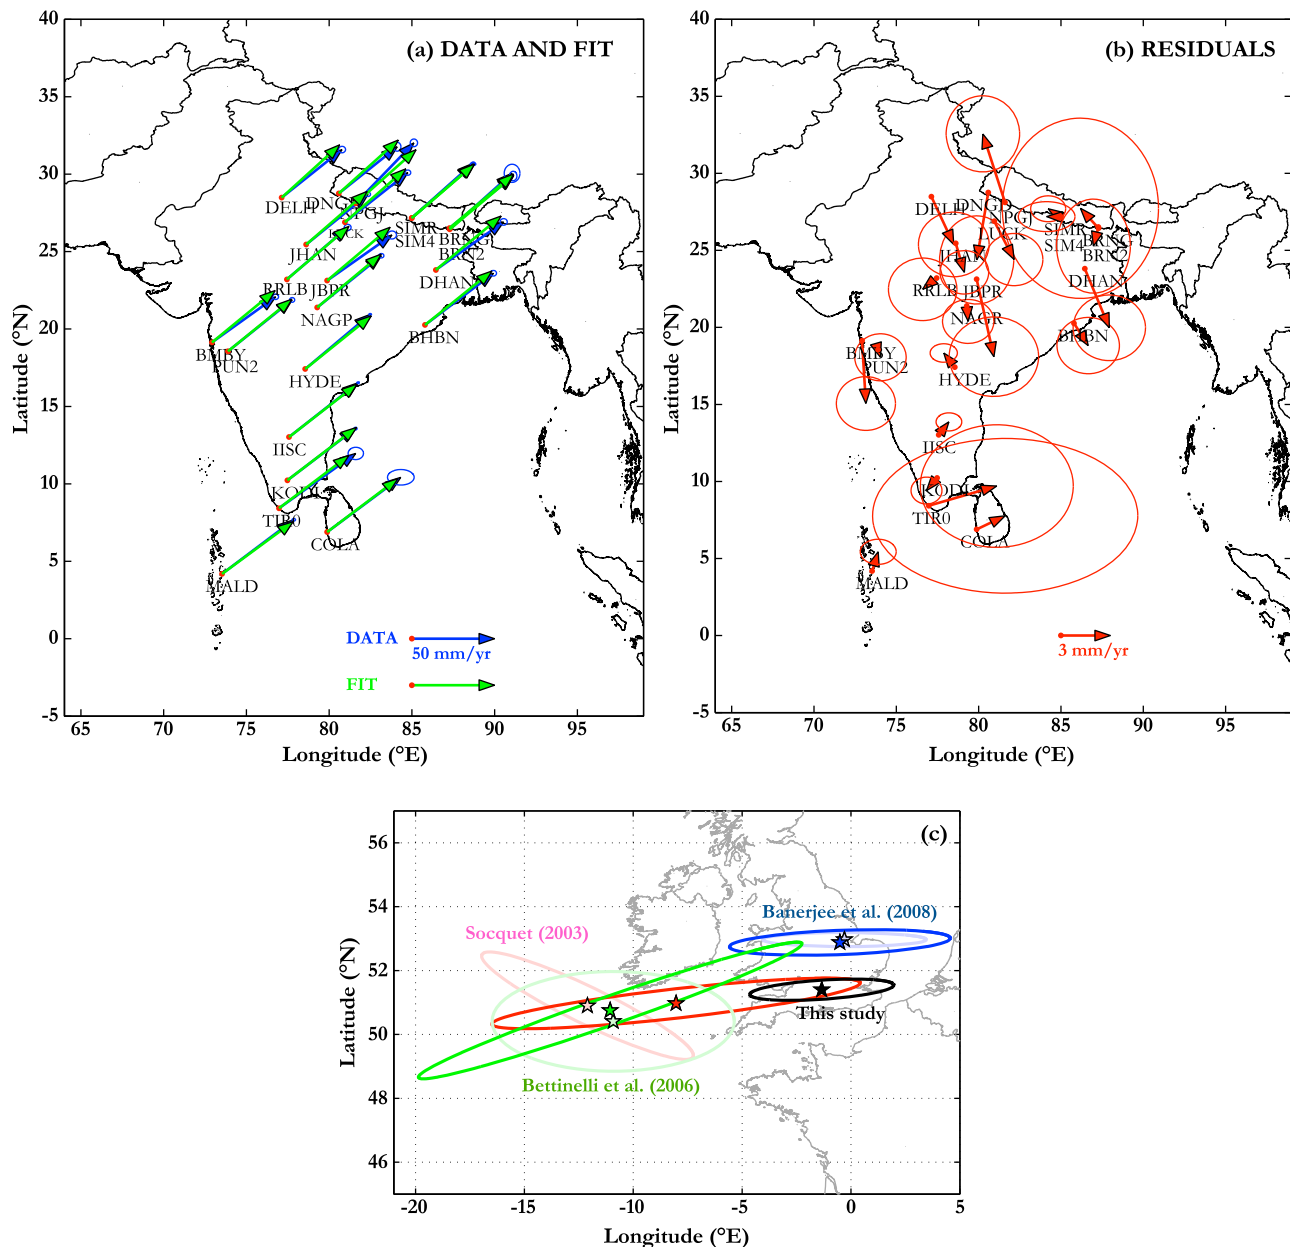 (a) DATA AND FIT
40
35
30
25
20
15
10
5
0
-5
Latitude (°N)
DELH
DNGD
LPGJ
LUCK
SIMR
SIM4
BRNG
BRN2
JHAN
RRLB
JBPR
DHAN
NAGP
BHBN
BMBY
PUN2
HYDE
IISC
KODI
TIR0
COLA
MALD
DATA
50 mm/yr
FIT
65
70
75
80
85
90
95
Longitude (°E)
(b) RESIDUALS
40
35
30
25
20
15
10
5
0
-5
Latitude (°N)
DELH
DNGD
LPGJ
LUCK
SIMR
SIM4
BRNG
BRN2
JHAN
RRLB
JBPR
DHAN
NAGR
BHBN
BMBY
PUN2
HYDE
IISC
KODI
TIR0
COLA
MALD
3 mm/yr
65
70
75
80
85
90
95
Longitude (°E)
(c)
56
54
52
50
48
46
Latitude (°N)
Banerjee et al. (2008)
Socquet (2003)
This study
Bettinelli et al. (2006)
-20
-15
-10
-5
0
5
Longitude (°E)